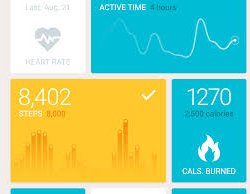 Last, Aug. 21
HEART RATE
ACTIVE TIME 4 hours
8,402
STEPS 8,000
1270
2,500 calories
CALS. BURNED